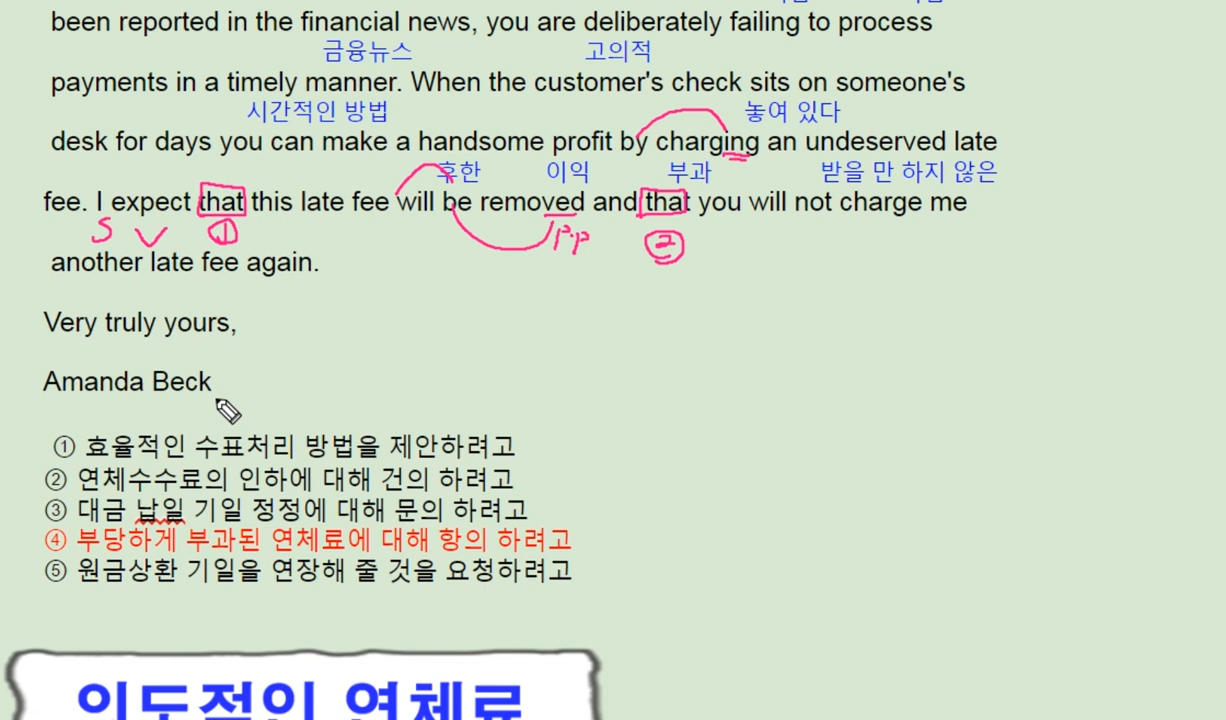 been reported in the financial news, you are deliberately failing to process
금융뉴스 고의적
payments in a timely manner. When the customer's check sits on someone's
시간적인 방법 놓여 있다
desk for days you can make a handsome profit by charging an undeserved late
후한 이익 부과 받을 만 하지 않은
fee. I expect that this late fee will be removed and that you will not charge me
S V ① p.p ②
another late fee again.
Very truly yours,
Amanda Beck
① 효율적인 수표처리 방법을 제안하려고
② 연체수수료의 인하에 대해 건의 하려고
③ 대금 납일 기일 정정에 대해 문의 하려고
④ 부당하게 부과된 연체료에 대해 항의 하려고
⑤ 원금상환 기일을 연장해 줄 것을 요청하려고
의도적인 연체료